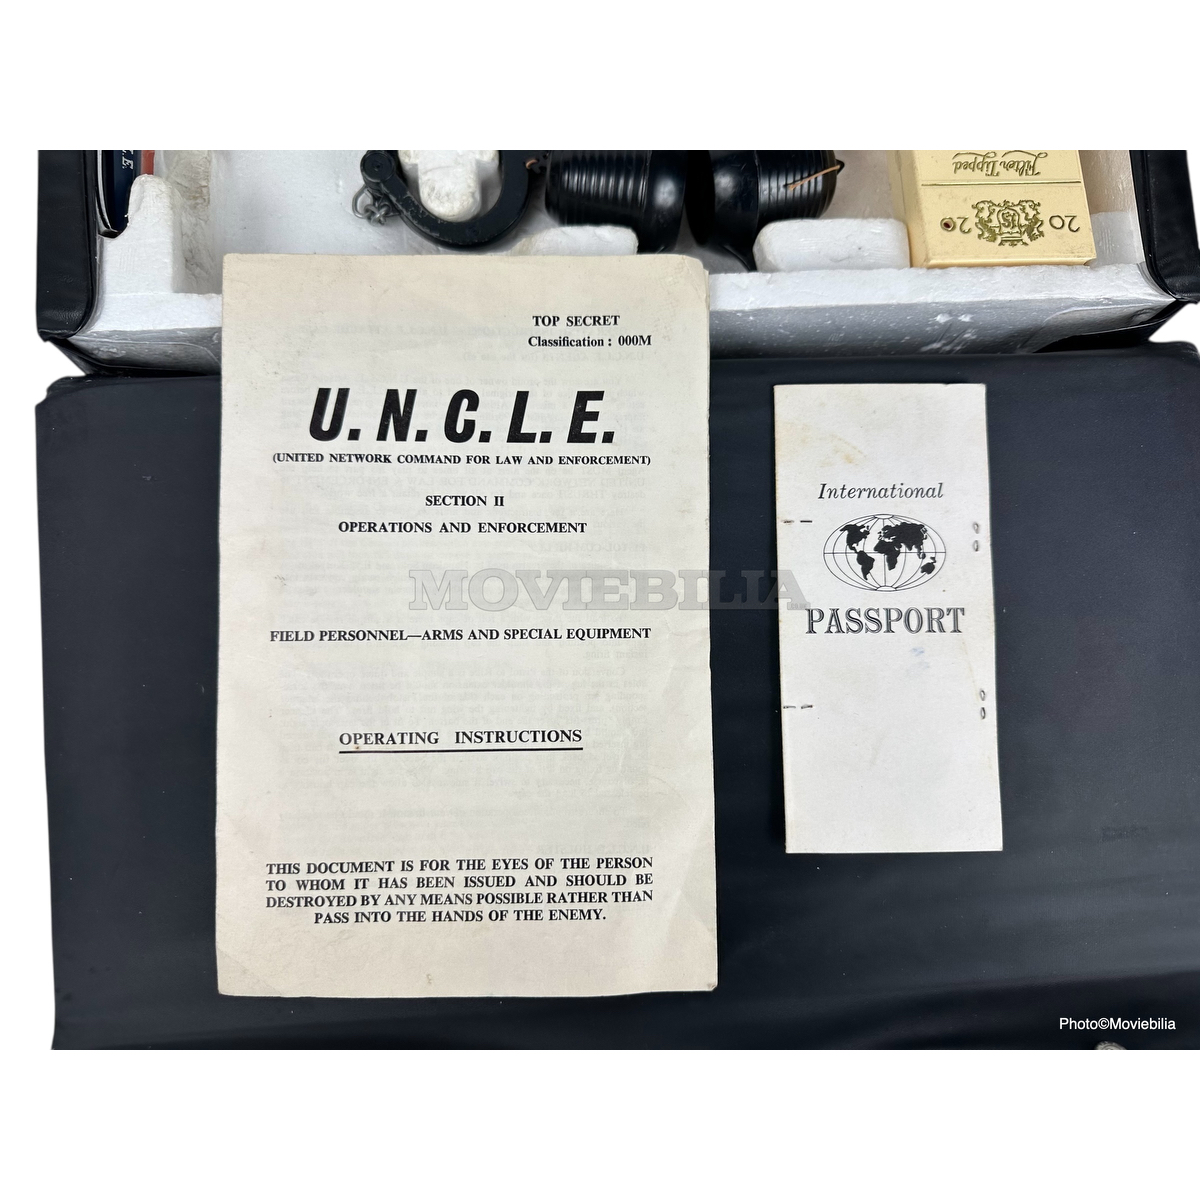 C.E.
Filter Tipped
20
JS
20
TOP SECRET
Classification : 000M
U.N.C.L.E.
(UNITED NETWORK COMMAND FOR LAW AND ENFORCEMENT)
SECTION II
OPERATIONS AND ENFORCEMENT
MOVIEBILIA
FIELD PERSONNEL—ARMS AND SPECIAL EQUIPMENT
OPERATING INSTRUCTIONS
THIS DOCUMENT IS FOR THE EYES OF THE PERSON
TO WHOM IT HAS BEEN ISSUED AND SHOULD BE
DESTROYED BY ANY MEANS POSSIBLE RATHER THAN
PASS INTO THE HANDS OF THE ENEMY.
International
PASSPORT
Photo©Moviebilia